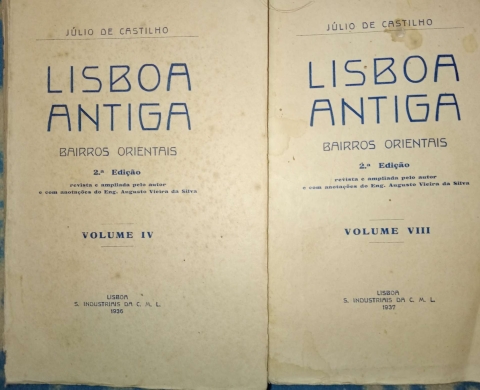 JÚLIO DE CASTILHO
LISBOA
ANTIGA
BAIRROS ORIENTAIS
2.ª Edição
revista e ampliada pelo autor
e com anotações do Eng. Augusto Vieira da Silva
VOLUME IV
LISBOA
S. INDUSTRIAIS DA C. M. L.
1936
JÚLIO DE CASTILHO
LISBOA
ANTIGA
BAIRROS ORIENTAIS
2.ª Edição
revista e ampliada pelo autor
e com anotações do Eng. Augusto Vieira da Silva
VOLUME VIII
LISBOA
S. INDUSTRIAIS DA C. M. L.
1937